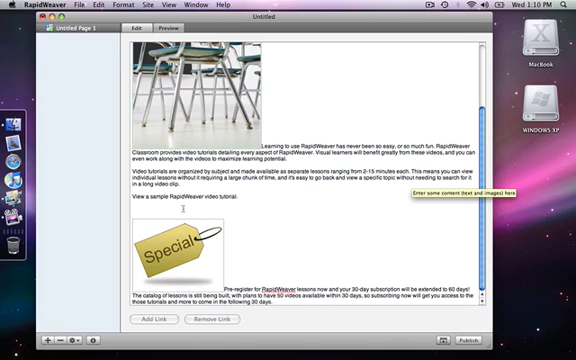 RapidWeaver File Edit Format View Window Help Wed 1:10 PM
Untitled
Untitled Page 1 Edit Preview
MacBook
WINDOWS XP
Learning to use RapidWeaver has never been so easy, or so much fun. RapidWeaver
Classroom provides video tutorials detailing every aspect of RapidWeaver. Visual learners will benefit greatly from these videos, and you can
even work along with the videos to maximize learning potential.
Video tutorials are organized by subject and made available as separate lessons ranging from 2-15 minutes each. This means you can view
individual lessons without it requiring a large chunk of time, and it's easy to go back and view a specific topic without needing to search for it
in a long video clip.
Enter some content (text and images) here
View a sample RapidWeaver video tutorial.
Special
Pre-register for RapidWeaver lessons now and your 30-day subscription will be extended to 60 days!
The catalog of lessons is still being built, with plans to have 50 videos available within 30 days, so subscribing now will get you access to the
those tutorials and more to come in the following 30 days.
Add Link Remove Link
Publish